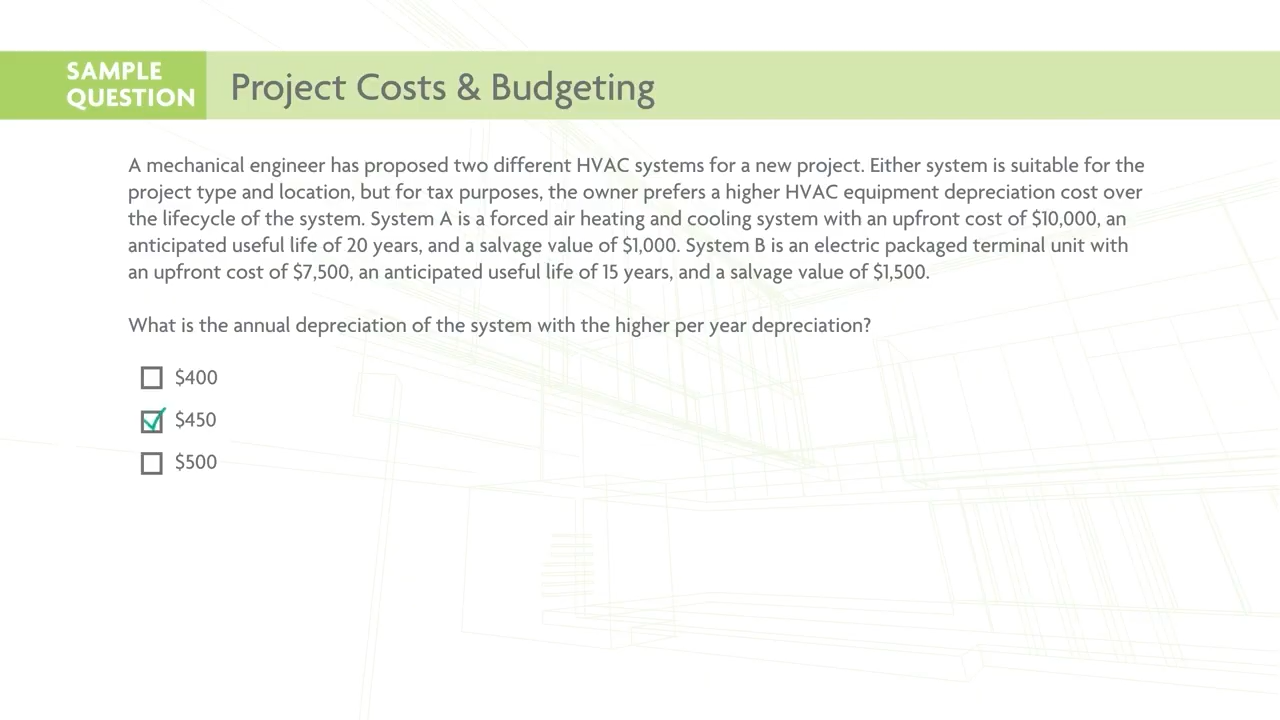 SAMPLE
QUESTION
Project Costs & Budgeting
A mechanical engineer has proposed two different HVAC systems for a new project. Either system is suitable for the
project type and location, but for tax purposes, the owner prefers a higher HVAC equipment depreciation cost over
the lifecycle of the system. System A is a forced air heating and cooling system with an upfront cost of $10,000, an
anticipated useful life of 20 years, and a salvage value of $1,000. System B is an electric packaged terminal unit with
an upfront cost of $7,500, an anticipated useful life of 15 years, and a salvage value of $1,500.
What is the annual depreciation of the system with the higher per year depreciation?
$400
$450
$500